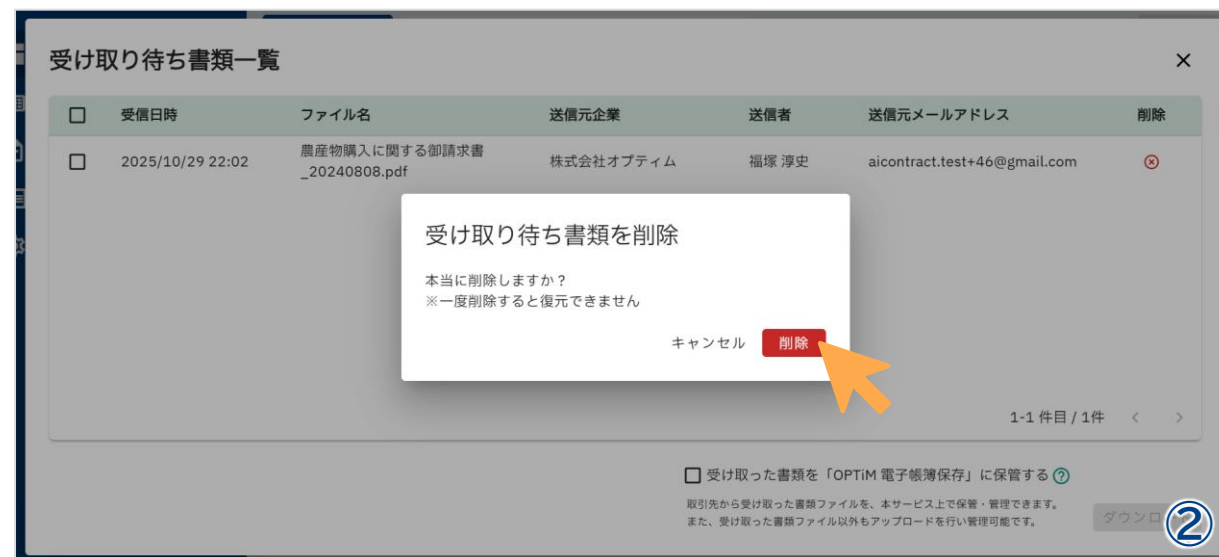 受け取り待ち書類一覧
受信日時 ファイル名 送信元企業 送信者 送信元メールアドレス 削除
2025/10/29 22:02 農産物購入に関する御請求書 株式会社オプティム 福塚 淳史 aicontract.test+46@gmail.com
_20240808.pdf
受け取り待ち書類を削除
本当に削除しますか？
※一度削除すると復元できません
キャンセル 削除
1-1 件目 / 1件
受け取った書類を「OPTiM 電子帳簿保存」に保管する
取引先から受け取った書類ファイルを、本サービス上で保管・管理できます。
また、受け取った書類ファイル以外もアップロードを行い管理可能です。
ダウンロ
②